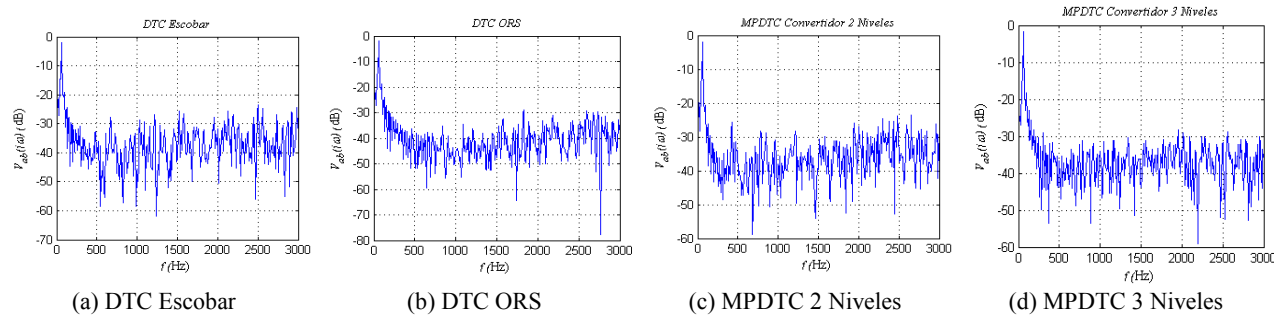 DTC Escobar
0
-10
-20
-30
-40
-50
-60
-70
v_ab(ia) (dB)
0 500 1000 1500 2000 2500 3000
f (Hz)
(a) DTC Escobar
DTC ORS
0
-10
-20
-30
-40
-50
-60
-70
-80
v_ab(ia) (dB)
0 500 1000 1500 2000 2500 3000
f (Hz)
(b) DTC ORS
MPDTC Convertidor 2 Niveles
0
-10
-20
-30
-40
-50
-60
v_ab(ia) (dB)
0 500 1000 1500 2000 2500 3000
f (Hz)
(c) MPDTC 2 Niveles
MPDTC Convertidor 3 Niveles
0
-10
-20
-30
-40
-50
-60
v_ab(ia) (dB)
0 500 1000 1500 2000 2500 3000
f (Hz)
(d) MPDTC 3 Niveles